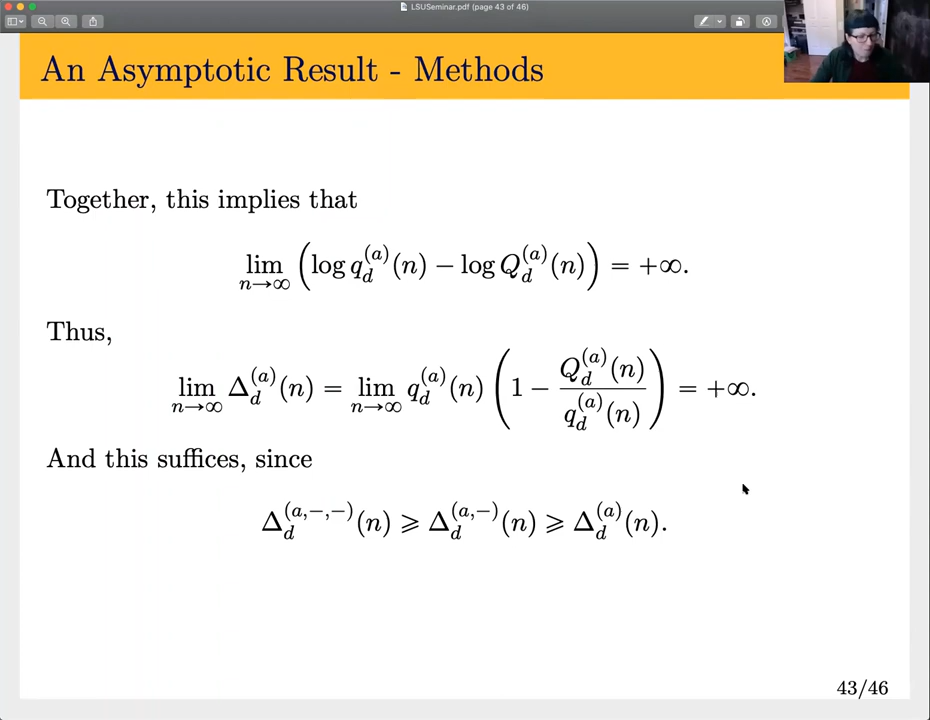 LSUSeminar.pdf (page 43 of 46)
An Asymptotic Result - Methods
Together, this implies that
lim_{n→∞} (log q_d^{(a)}(n) − log Q_d^{(a)}(n)) = +∞.
Thus,
lim_{n→∞} Δ_d^{(a)}(n) = lim_{n→∞} q_d^{(a)}(n) (1 − Q_d^{(a)}(n) / q_d^{(a)}(n)) = +∞.
And this suffices, since
Δ_d^{(a,−,−)}(n) ⩾ Δ_d^{(a,−)}(n) ⩾ Δ_d^{(a)}(n).
43/46